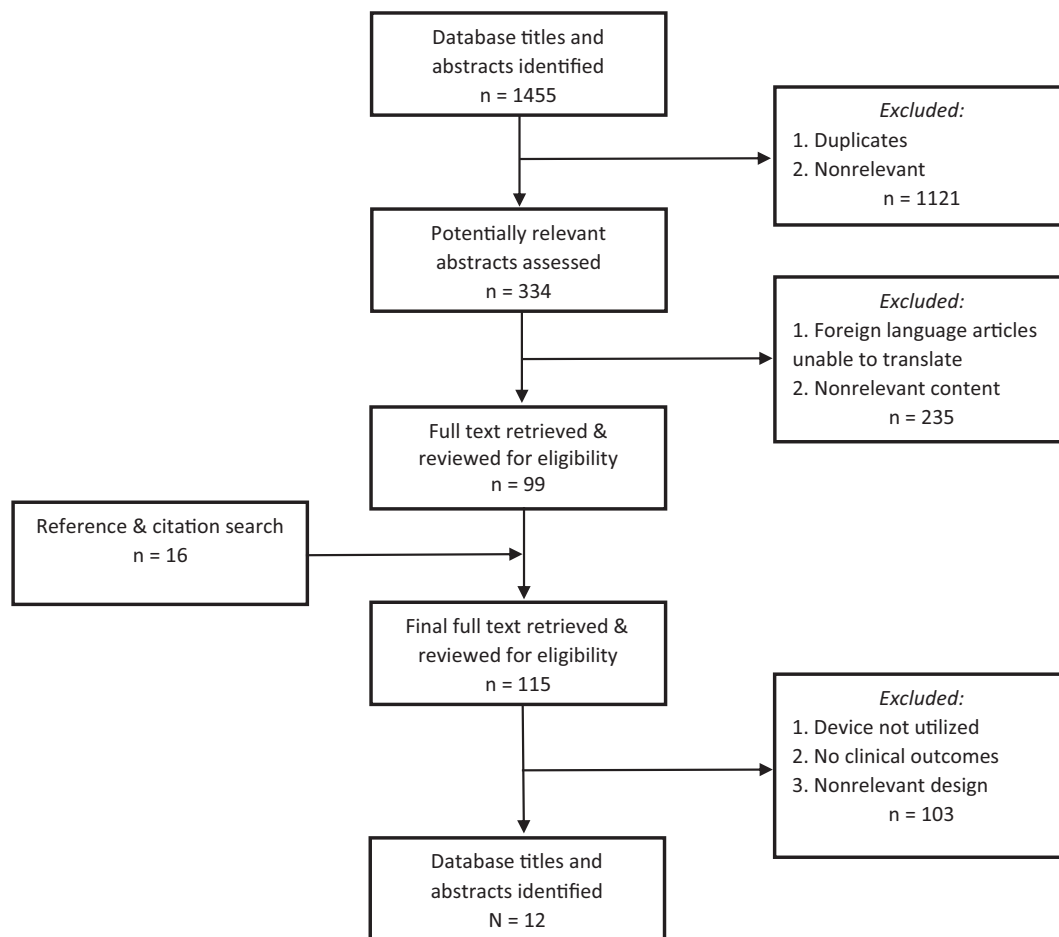 Database titles and
abstracts identified
n = 1455
Excluded:
1. Duplicates
2. Nonrelevant
n = 1121
Potentially relevant
abstracts assessed
n = 334
Excluded:
1. Foreign language articles
unable to translate
2. Nonrelevant content
n = 235
Full text retrieved &
reviewed for eligibility
n = 99
Reference & citation search
n = 16
Final full text retrieved &
reviewed for eligibility
n = 115
Excluded:
1. Device not utilized
2. No clinical outcomes
3. Nonrelevant design
n = 103
Database titles and
abstracts identified
N = 12